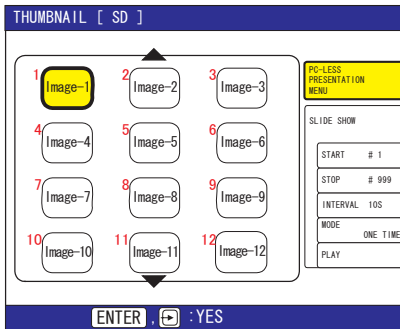 THUMBNAIL [ SD ]
1 Image-1
2 Image-2
3 Image-3
4 Image-4
5 Image-5
6 Image-6
7 Image-7
8 Image-8
9 Image-9
10 Image-10
11 Image-11
12 Image-12
PC-LESS
PRESENTATION
MENU
SLIDE SHOW
START # 1
STOP # 999
INTERVAL 10S
MODE
ONE TIME
PLAY
ENTER , :YES